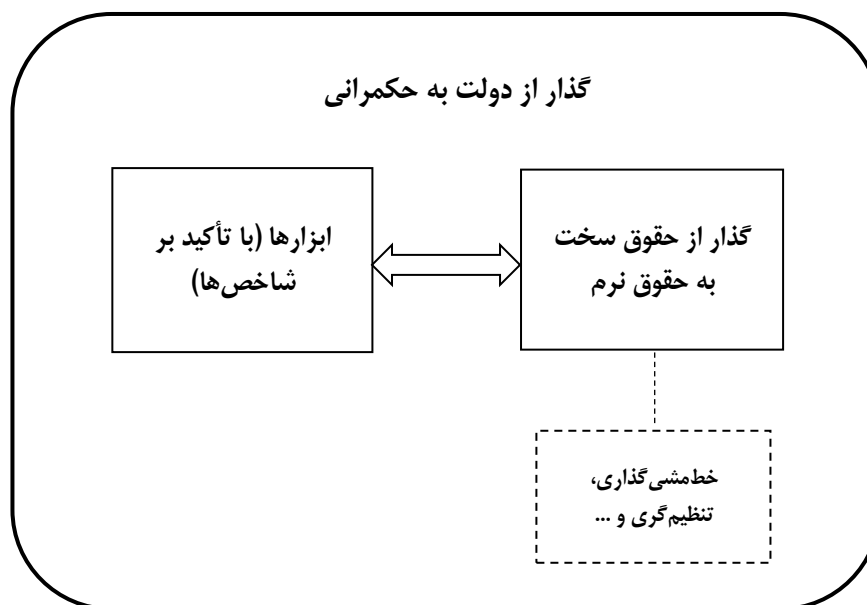 گذار از دولت به حکمرانی
گذار از حقوق سخت
به حقوق نرم
ابزارها (با تأکید بر
شاخص‌ها)
خط‌مشی‌گذاری،
تنظیم‌گری و ...